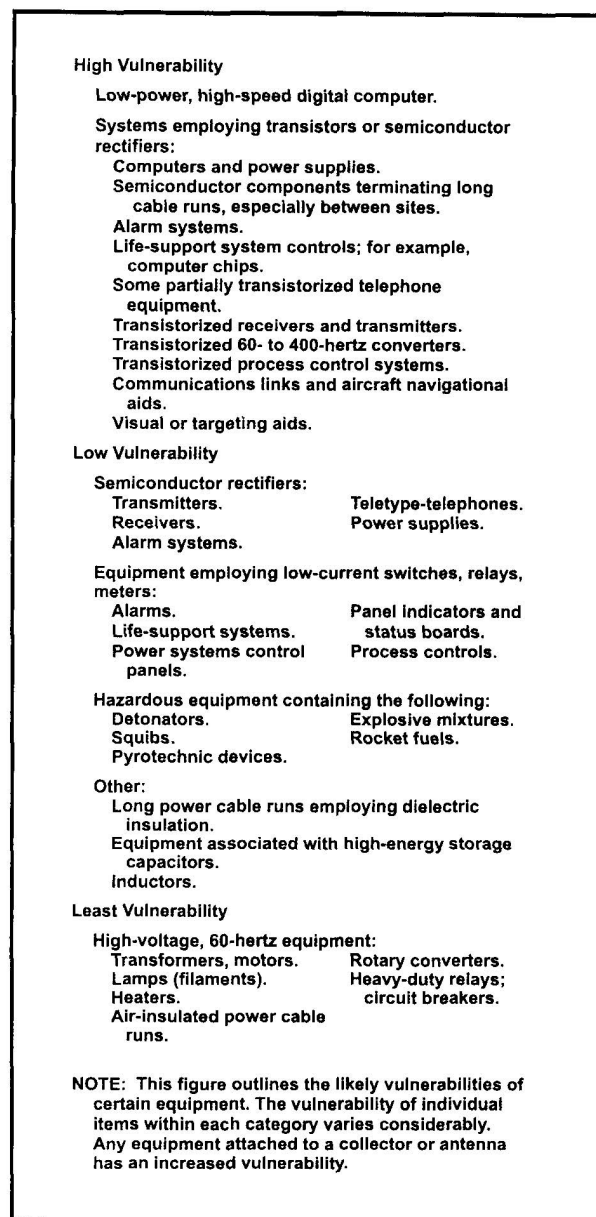 High Vulnerability
Low-power, high-speed digital computer.
Systems employing transistors or semiconductor
rectifiers:
Computers and power supplies.
Semiconductor components terminating long
cable runs, especially between sites.
Alarm systems.
Life-support system controls; for example,
computer chips.
Some partially transistorized telephone
equipment.
Transistorized receivers and transmitters.
Transistorized 60- to 400-hertz converters.
Transistorized process control systems.
Communications links and aircraft navigational
aids.
Visual or targeting aids.
Low Vulnerability
Semiconductor rectifiers:
Transmitters. Teletype-telephones.
Receivers. Power supplies.
Alarm systems.
Equipment employing low-current switches, relays,
meters:
Alarms. Panel indicators and
Life-support systems. status boards.
Power systems control Process controls.
panels.
Hazardous equipment containing the following:
Detonators. Explosive mixtures.
Squibs. Rocket fuels.
Pyrotechnic devices.
Other:
Long power cable runs employing dielectric
insulation.
Equipment associated with high-energy storage
capacitors.
Inductors.
Least Vulnerability
High-voltage, 60-hertz equipment:
Transformers, motors. Rotary converters.
Lamps (filaments). Heavy-duty relays;
Heaters. circuit breakers.
Air-insulated power cable
runs.
NOTE: This figure outlines the likely vulnerabilities of
certain equipment. The vulnerability of individual
items within each category varies considerably.
Any equipment attached to a collector or antenna
has an increased vulnerability.